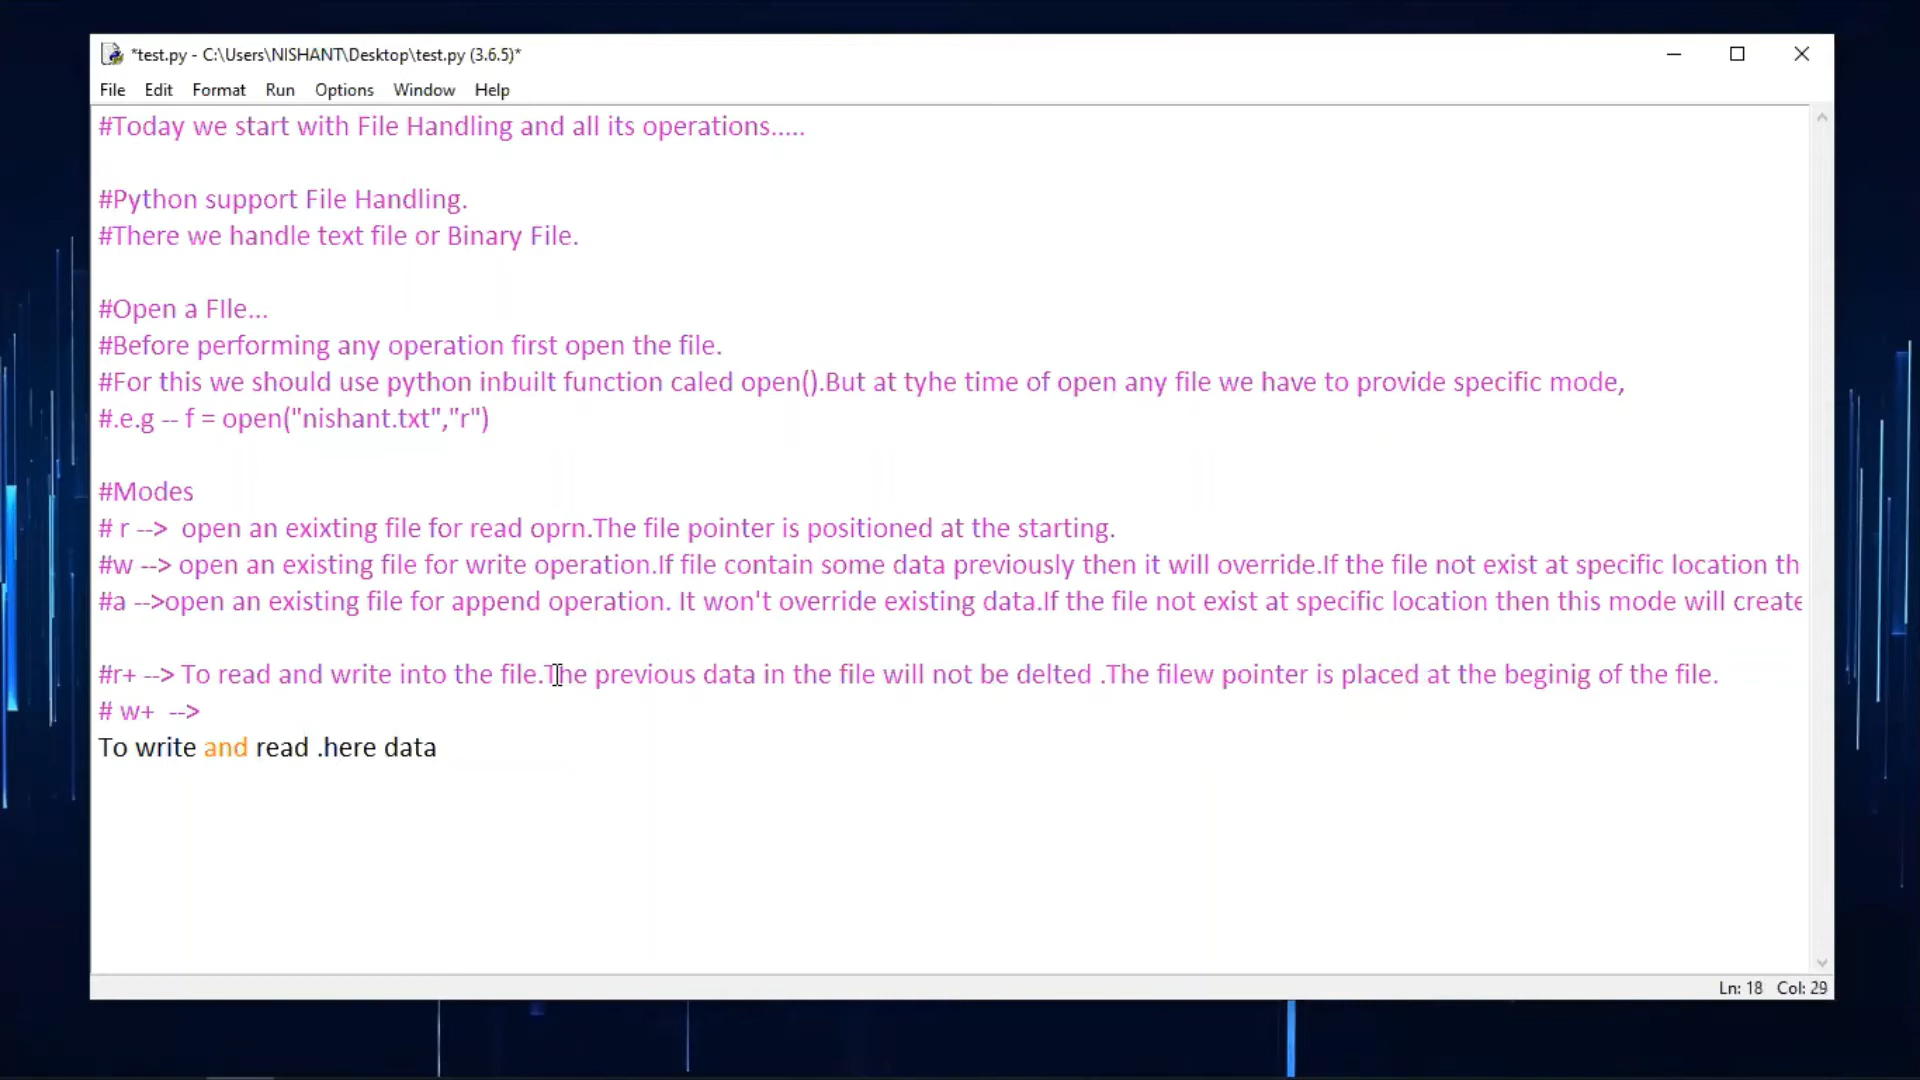 *test.py - C:\Users\NISHANT\Desktop\test.py (3.6.5)*
File Edit Format Run Options Window Help
#Today we start with File Handling and all its operations.....
#Python support File Handling.
#There we handle text file or Binary File.
#Open a FIle...
#Before performing any operation first open the file.
#For this we should use python inbuilt function caled open().But at tyhe time of open any file we have to provide specific mode,
#.e.g -- f = open("nishant.txt","r")
#Modes
# r -->  open an exixting file for read oprn.The file pointer is positioned at the starting.
#w --> open an existing file for write operation.If file contain some data previously then it will override.If the file not exist at specific location th
#a -->open an existing file for append operation. It won't override existing data.If the file not exist at specific location then this mode will create
#r+ --> To read and write into the file.The previous data in the file will not be delted .The filew pointer is placed at the beginig of the file.
# w+  -->
To write and read .here data
Ln: 18 Col: 29